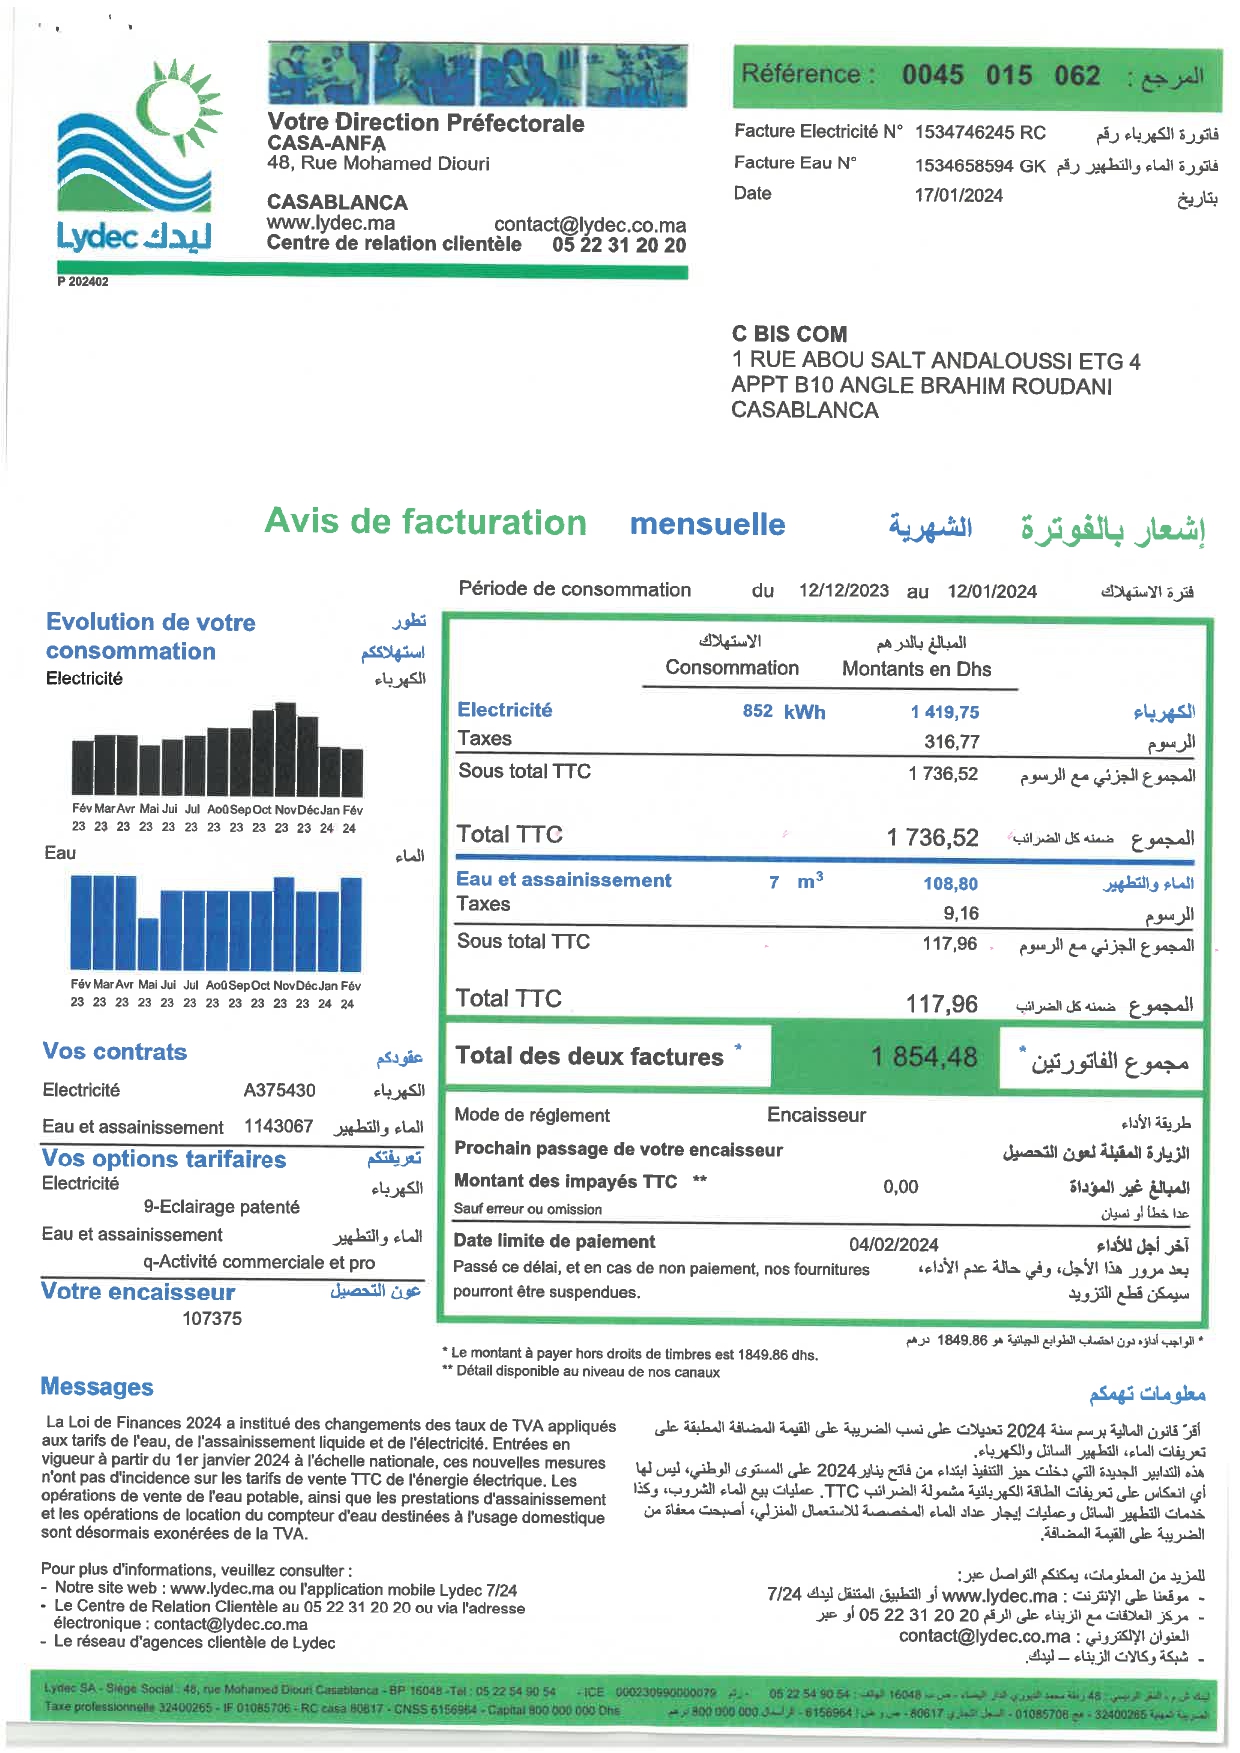 Lydec ليدك
P 202402
Votre Direction Préfectorale
CASA-ANFA
48, Rue Mohamed Diouri
CASABLANCA
www.lydec.ma contact@lydec.co.ma
Centre de relation clientèle 05 22 31 20 20
Référence : 0045 015 062 المرجع :
Facture Electricité N° 1534746245 RC فاتورة الكهرباء رقم
Facture Eau N° 1534658594 GK فاتورة الماء والتطهير رقم
Date 17/01/2024 بتاريخ
C BIS COM
1 RUE ABOU SALT ANDALOUSSI ETG 4
APPT B10 ANGLE BRAHIM ROUDANI
CASABLANCA
Avis de facturation mensuelle إشعار بالفوترة الشهرية
Période de consommation du 12/12/2023 au 12/01/2024 فترة الاستهلاك
Evolution de votre تطور
consommation استهلاككم
Electricité الكهرباء
Fév Mar Avr Mai Jui Jul Aoû Sep Oct Nov Déc Jan Fév
23 23 23 23 23 23 23 23 23 23 23 24 24
Eau الماء
Fév Mar Avr Mai Jui Jul Aoû Sep Oct Nov Déc Jan Fév
23 23 23 23 23 23 23 23 23 23 23 24 24
Vos contrats عقودكم
Electricité A375430 الكهرباء
Eau et assainissement 1143067 الماء والتطهير
Vos options tarifaires تعريفتكم
Electricité الكهرباء
9-Eclairage patenté
Eau et assainissement الماء والتطهير
q-Activité commerciale et pro
Votre encaisseur عون التحصيل
107375
الاستهلاك المبالغ بالدرهم
Consommation Montants en Dhs
Electricité 852 kWh 1 419,75 الكهرباء
Taxes 316,77 الرسوم
Sous total TTC 1 736,52 المجموع الجزئي مع الرسوم
Total TTC 1 736,52 المجموع ضمنه كل الضرائب
Eau et assainissement 7 m³ 108,80 الماء والتطهير
Taxes 9,16 الرسوم
Sous total TTC 117,96 المجموع الجزئي مع الرسوم
Total TTC 117,96 المجموع ضمنه كل الضرائب
Total des deux factures * 1 854,48 مجموع الفاتورتين *
Mode de réglement Encaisseur طريقة الأداء
Prochain passage de votre encaisseur الزيارة المقبلة لعون التحصيل
Montant des impayés TTC ** 0,00 المبالغ غير المؤداة
Sauf erreur ou omission عدا خطأ أو نسيان
Date limite de paiement 04/02/2024 آخر أجل للأداء
Passé ce délai, et en cas de non paiement, nos fournitures بعد مرور هذا الأجل، وفي حالة عدم الأداء،
pourront être suspendues. سيمكن قطع التزويد
* الواجب أداؤه دون احتساب الطوابع الجبائية هو 1849.86 درهم
* Le montant à payer hors droits de timbres est 1849.86 dhs.
** Détail disponible au niveau de nos canaux
Messages معلومات تهمكم
La Loi de Finances 2024 a institué des changements des taux de TVA appliqués
aux tarifs de l'eau, de l'assainissement liquide et de l'électricité. Entrées en
vigueur à partir du 1er janvier 2024 à l'échelle nationale, ces nouvelles mesures
n'ont pas d'incidence sur les tarifs de vente TTC de l'énergie électrique. Les
opérations de vente de l'eau potable, ainsi que les prestations d'assainissement
et les opérations de location du compteur d'eau destinées à l'usage domestique
sont désormais exonérées de la TVA.
أقرّ قانون المالية برسم سنة 2024 تعديلات على نسب الضريبة على القيمة المضافة المطبقة على
تعريفات الماء، التطهير السائل والكهرباء.
هذه التدابير الجديدة التي دخلت حيز التنفيذ ابتداء من فاتح يناير 2024 على المستوى الوطني، ليس لها
أي انعكاس على تعريفات الطاقة الكهربائية مشمولة الضرائب TTC. عمليات بيع الماء الشروب، وكذا
خدمات التطهير السائل وعمليات إيجار عداد الماء المخصصة للاستعمال المنزلي، أصبحت معفاة من
الضريبة على القيمة المضافة.
Pour plus d'informations, veuillez consulter :
- Notre site web : www.lydec.ma ou l'application mobile Lydec 7/24
- Le Centre de Relation Clientèle au 05 22 31 20 20 ou via l'adresse
électronique : contact@lydec.co.ma
- Le réseau d'agences clientèle de Lydec
للمزيد من المعلومات، يمكنكم التواصل عبر:
- موقعنا على الإنترنت : www.lydec.ma أو التطبيق المتنقل ليدك 7/24
- مركز العلاقات مع الزبناء على الرقم 05 22 31 20 20 أو عبر
العنوان الإلكتروني : contact@lydec.co.ma
- شبكة وكالات الزبناء – ليدك.
Lydec SA - Siége Social : 48, rue Mohamed Diouri Casablanca - BP 16048 -Tél : 05 22 54 90 54 - ICE 000230990000079
Taxe professionnelle 32400265 - IF 01085706 - RC casa 80617 - CNSS 6156964 - Capital 800 000 000 Dhs